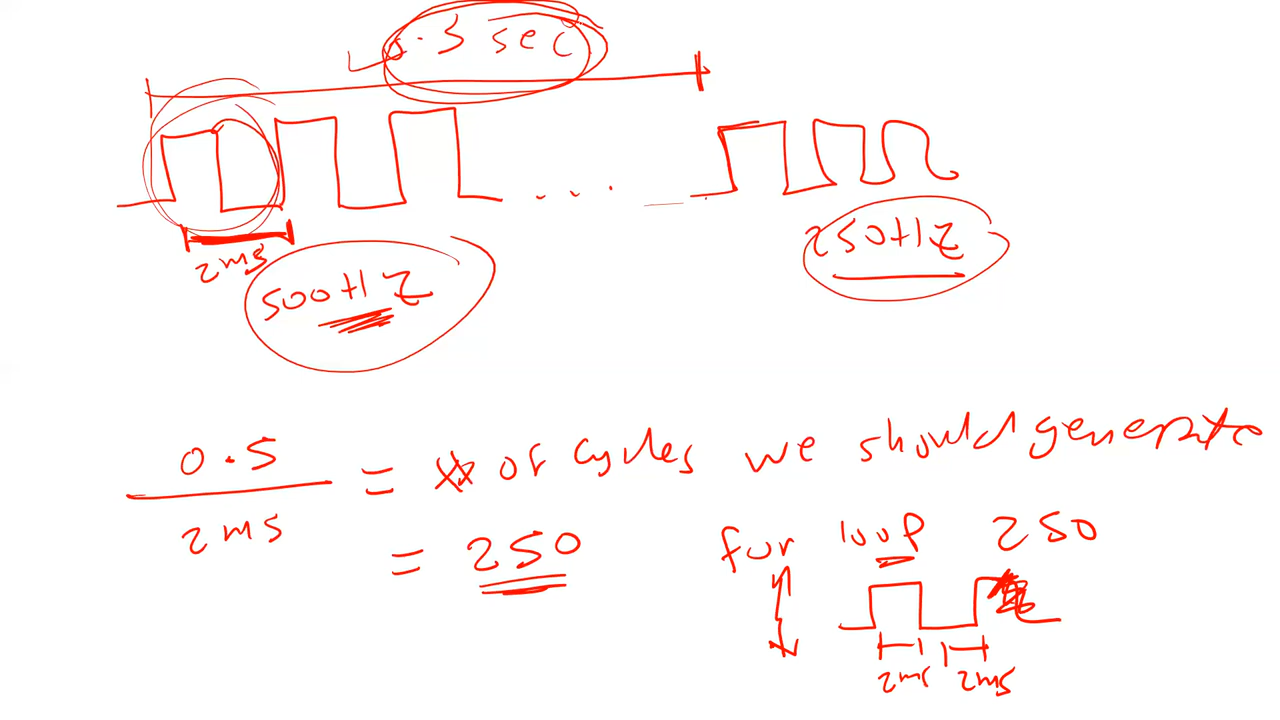 0.3 sec
2ms
500HZ
250HZ
0.5
2ms
= # of cycles we should generate
= 250
for loop 250
2ms 2ms